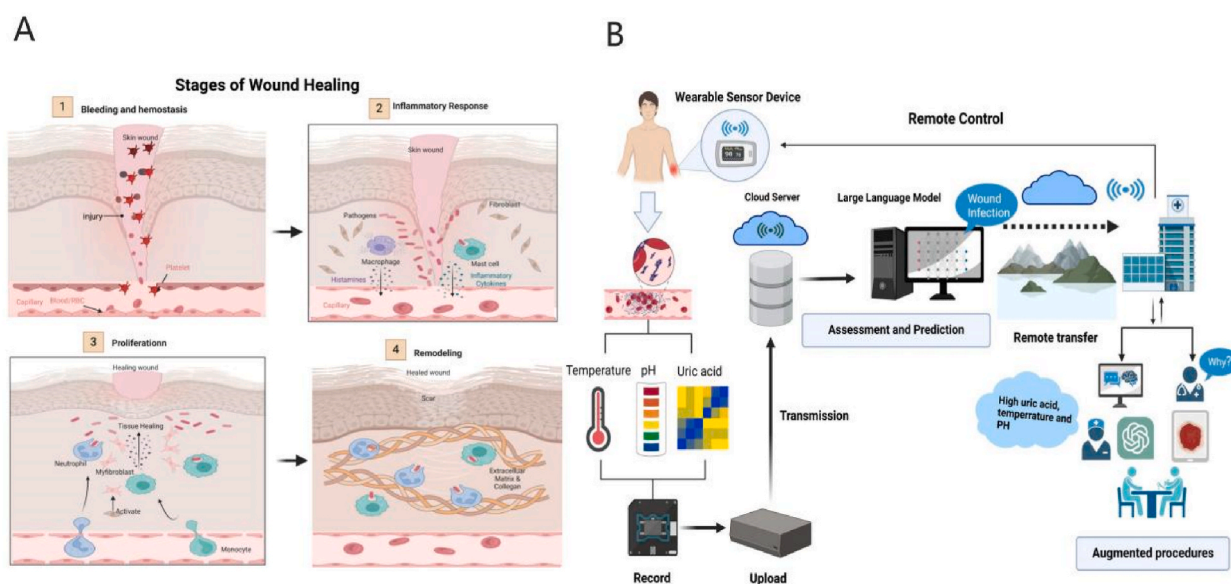 A
Stages of Wound Healing
1
Bleeding and hemostasis
Skin wound
Injury
Platelet
Capillary
Blood/RBC
2
Inflammatory Response
Skin wound
Fibroblast
Pathogens
Macrophage
Mast cell
Histamines
Inflammatory
Cytokines
Capillary
3
Proliferationn
Healing wound
Tissue Healing
Neutrophil
Myfibroblast
Activate
Monocyte
4
Remodeling
Healed wound
Scar
Extracellular
Matrix &
Collegan
B
Wearable Sensor Device
Remote Control
Cloud Server
Large Language Model
Wound
Infection
Assessment and Prediction
Remote transfer
Temperature
pH
Uric acid
Transmission
Record
Upload
Why?
High uric acid,
temperrature and
PH
Augmented procedures